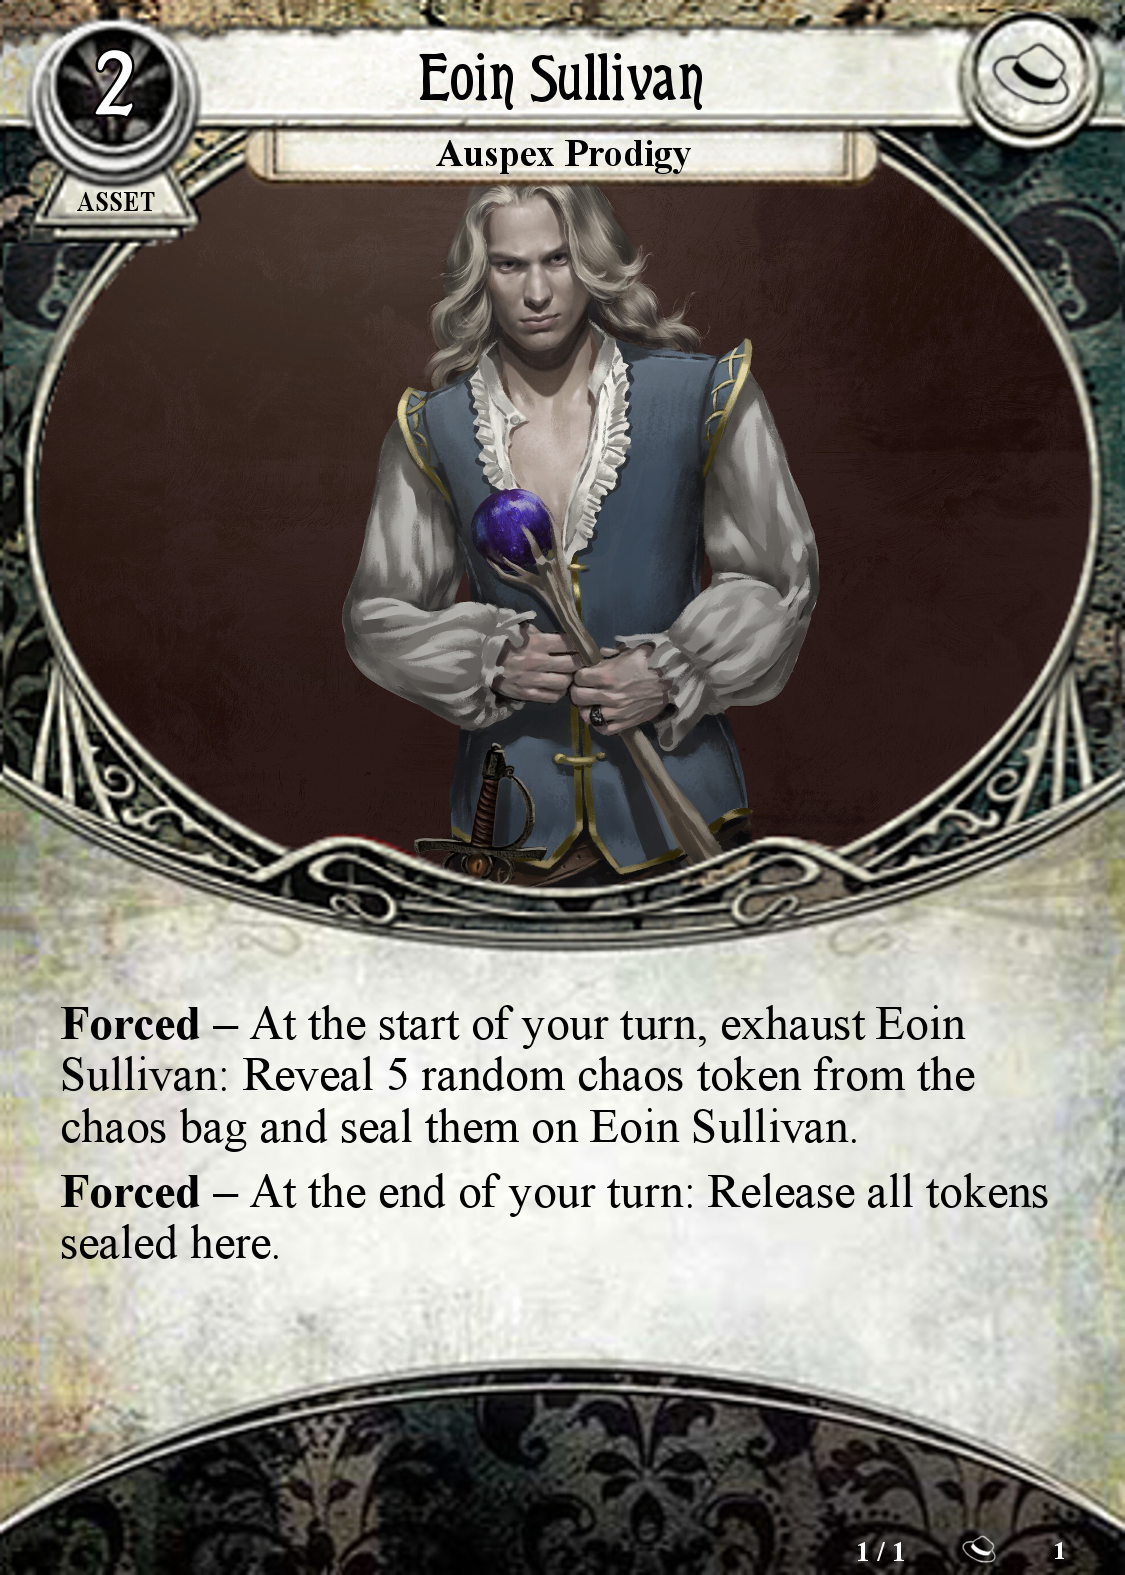 2
Eoin Sullivan
Auspex Prodigy
ASSET
Forced – At the start of your turn, exhaust Eoin
Sullivan: Reveal 5 random chaos token from the
chaos bag and seal them on Eoin Sullivan.
Forced – At the end of your turn: Release all tokens
sealed here.
1 / 1 1